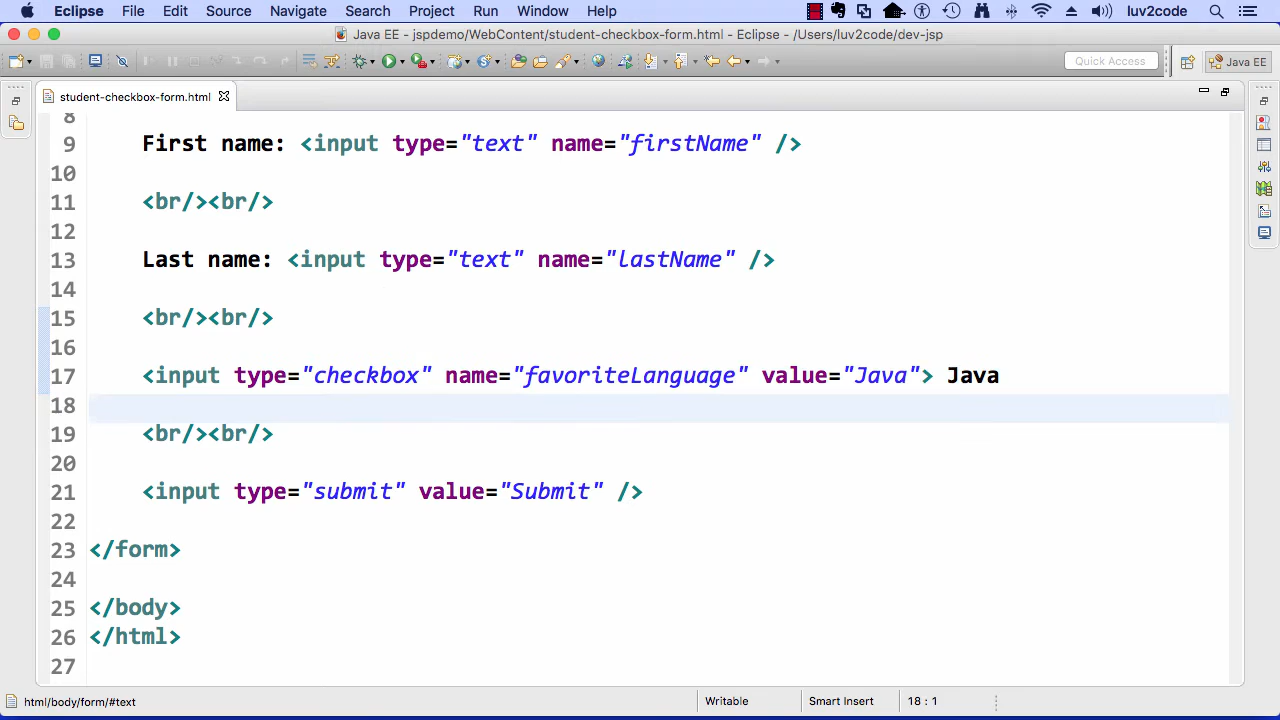 Eclipse File Edit Source Navigate Search Project Run Window Help luv2code
Java EE - jspdemo/WebContent/student-checkbox-form.html - Eclipse - /Users/luv2code/dev-jsp
Quick Access Java EE
student-checkbox-form.html
8
9 First name: <input type="text" name="firstName" />
10
11 <br/><br/>
12
13 Last name: <input type="text" name="lastName" />
14
15 <br/><br/>
16
17 <input type="checkbox" name="favoriteLanguage" value="Java"> Java
18
19 <br/><br/>
20
21 <input type="submit" value="Submit" />
22
23 </form>
24
25 </body>
26 </html>
27
html/body/form/#text Writable Smart Insert 18 : 1